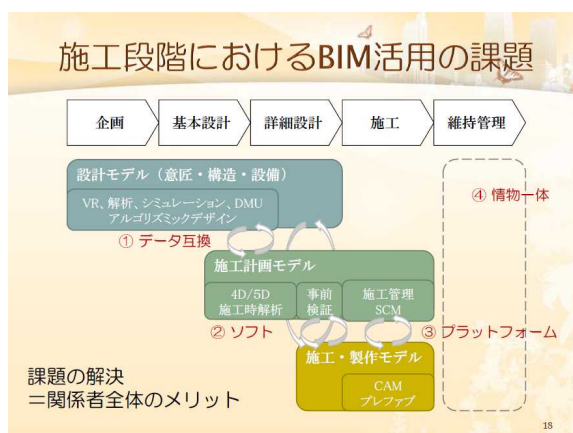 施工段階におけるBIM活用の課題
企画
基本設計
詳細設計
施工
維持管理
設計モデル（意匠・構造・設備）
VR、解析、シミュレーション、DMU
アルゴリズミックデザイン
④ 情物一体
① データ互換
施工計画モデル
4D/5D
施工時解析
事前
検証
施工管理
SCM
② ソフト
③ プラットフォーム
施工・製作モデル
CAM
プレファブ
課題の解決
＝関係者全体のメリット
18